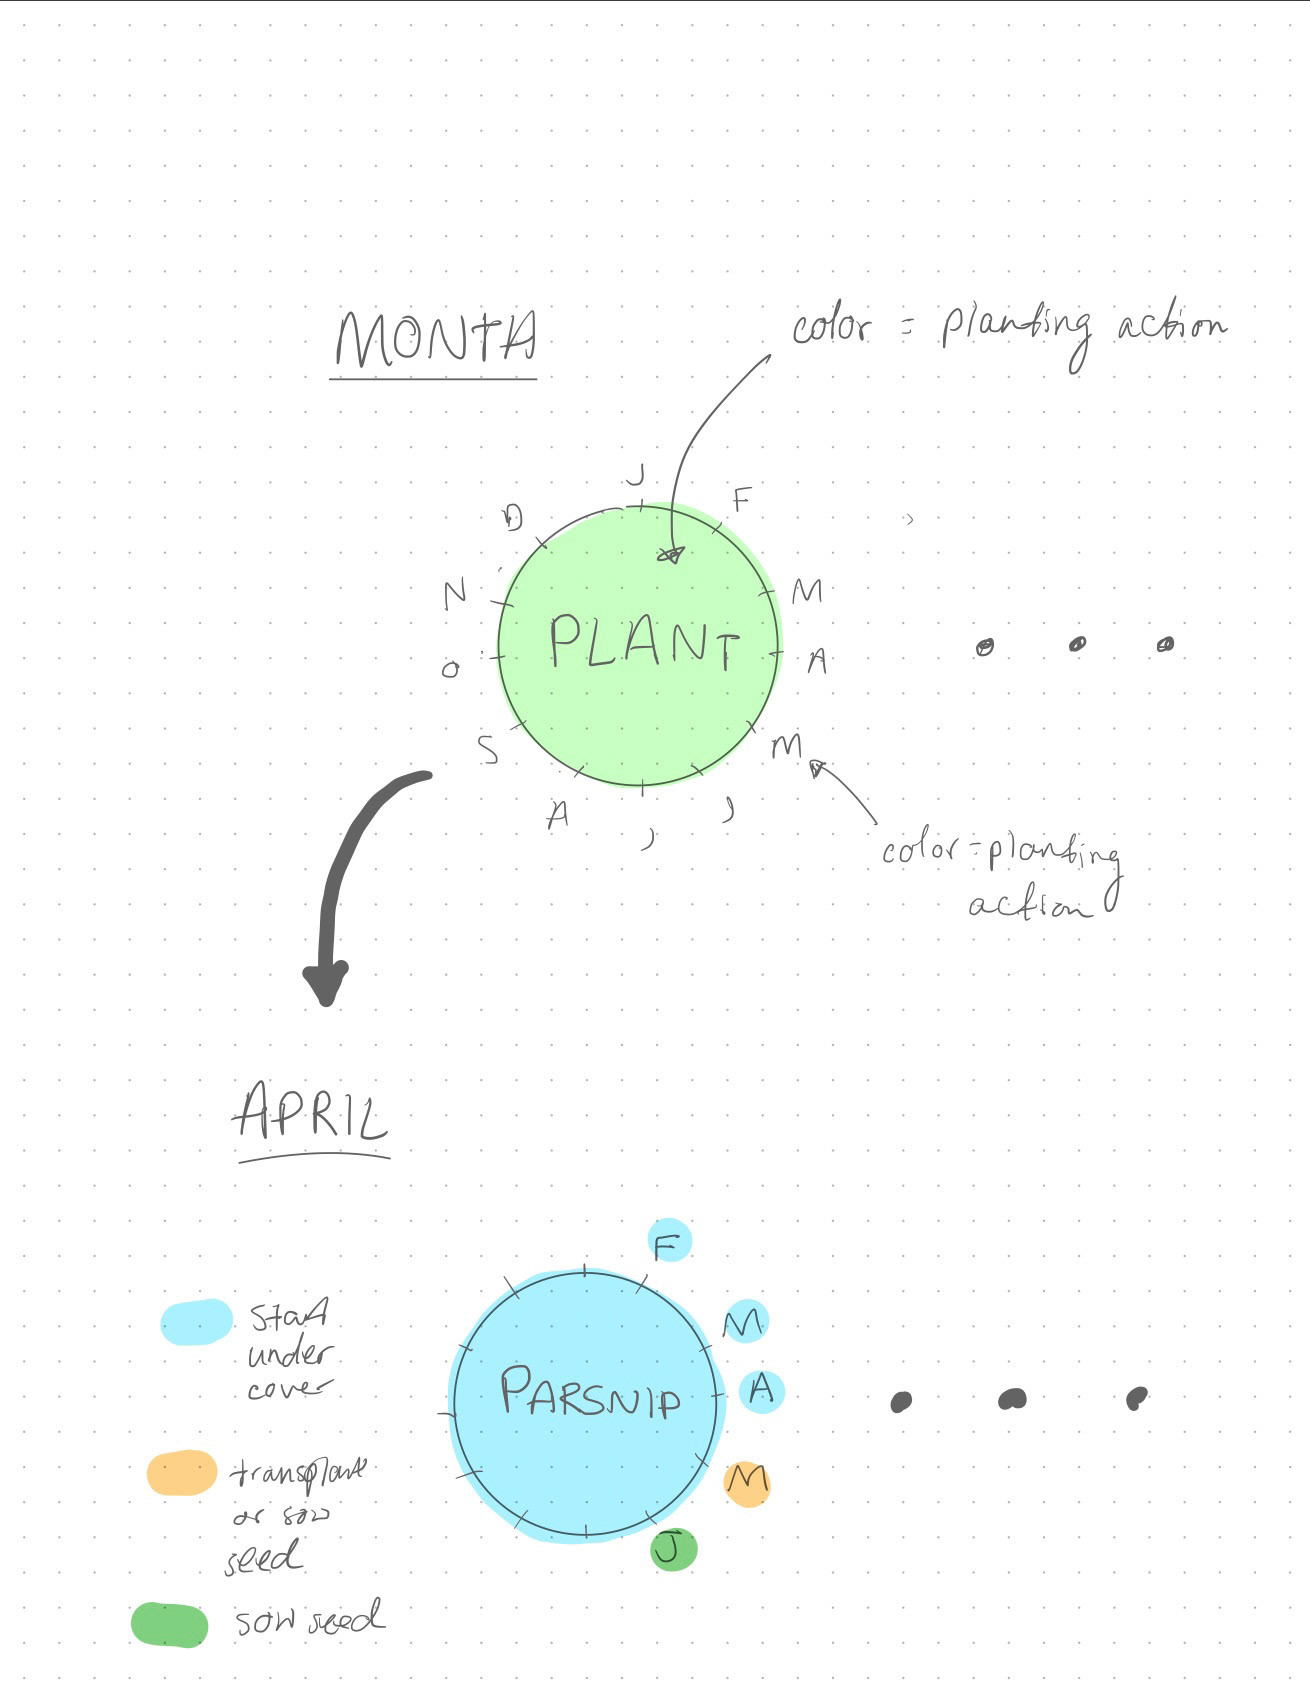 MONTH
color = planting action
J
F
M
A
M
J
J
A
S
O
N
D
PLANT
color = planting
action
APRIL
F
M
A
M
J
PARSNIP
start
under
cover
transplant
or sow
seed
sow seed